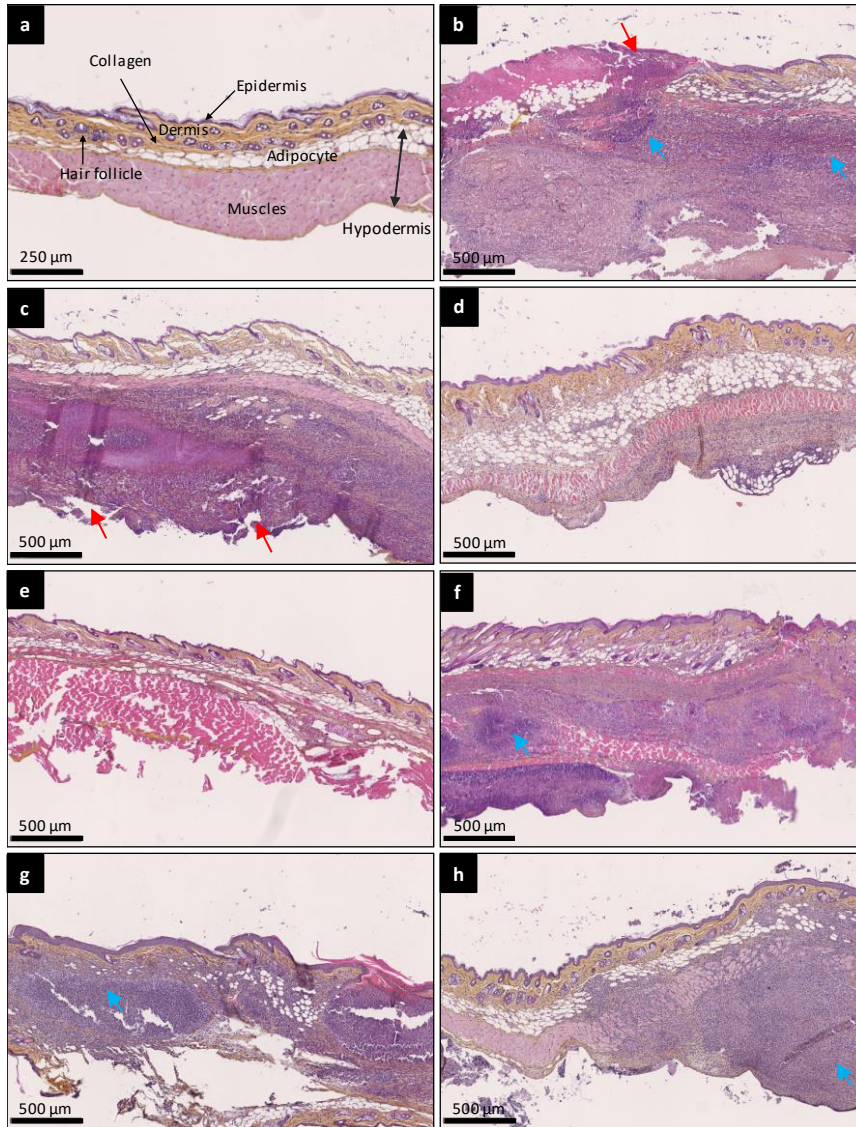 a
Collagen
Epidermis
Dermis
Adipocyte
Hair follicle
Muscles
Hypodermis
250 µm
b
500 µm
c
500 µm
d
500 µm
e
500 µm
f
500 µm
g
500 µm
h
500 µm